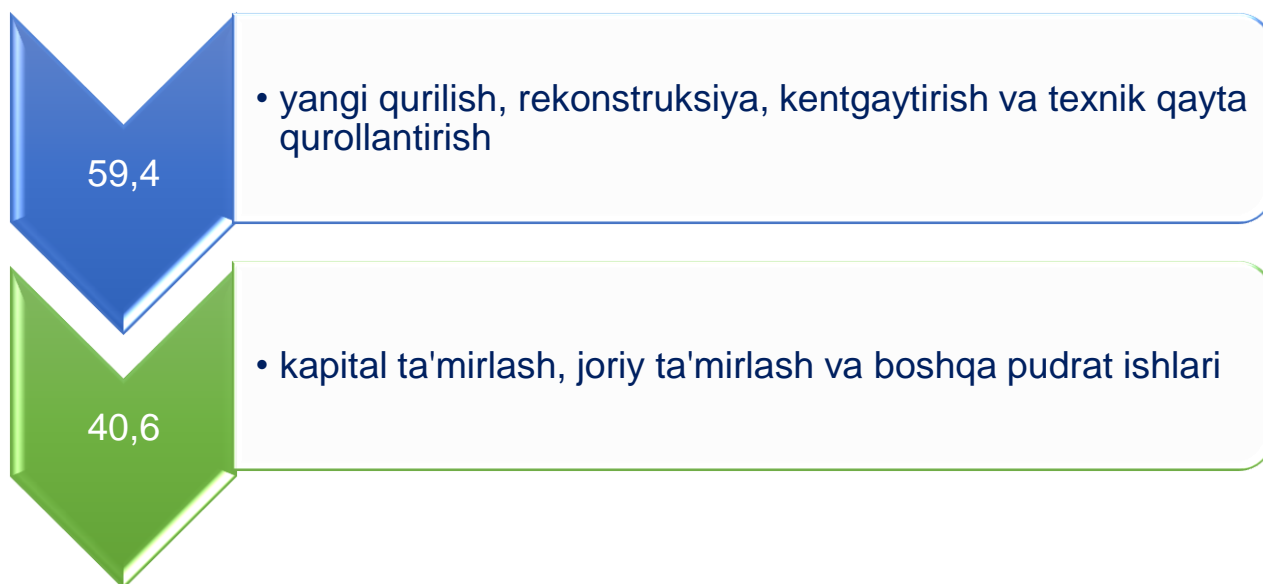 59,4
• yangi qurilish, rekonstruksiya, kentgaytirish va texnik qayta
qurollantirish
40,6
• kapital ta'mirlash, joriy ta'mirlash va boshqa pudrat ishlari